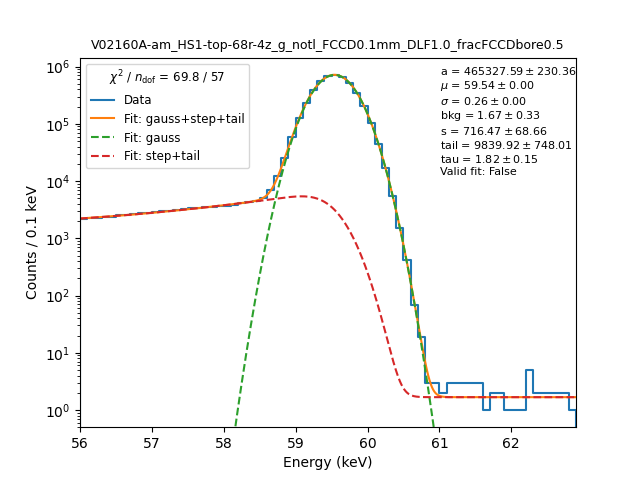 V02160A-am_HS1-top-68r-4z_g_notl_FCCD0.1mm_DLF1.0_fracFCCDbore0.5
χ² / n_dof = 69.8 / 57
Data
Fit: gauss+step+tail
Fit: gauss
Fit: step+tail
a = 465327.59 ± 230.36
μ = 59.54 ± 0.00
σ = 0.26 ± 0.00
bkg = 1.67 ± 0.33
s = 716.47 ± 68.66
tail = 9839.92 ± 748.01
tau = 1.82 ± 0.15
Valid fit: False
Counts / 0.1 keV
10⁶
10⁵
10⁴
10³
10²
10¹
10⁰
56 57 58 59 60 61 62
Energy (keV)